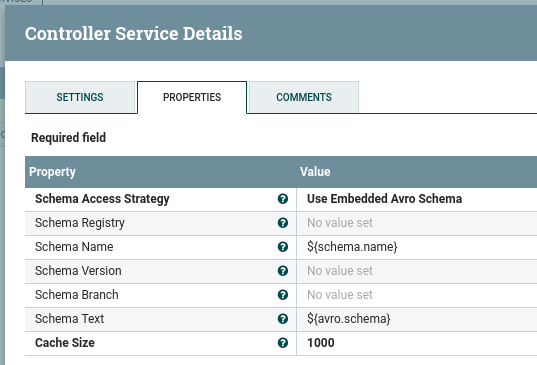 Controller Service Details
SETTINGS PROPERTIES COMMENTS
Required field
Property Value
Schema Access Strategy Use Embedded Avro Schema
Schema Registry No value set
Schema Name ${schema.name}
Schema Version No value set
Schema Branch No value set
Schema Text ${avro.schema}
Cache Size 1000